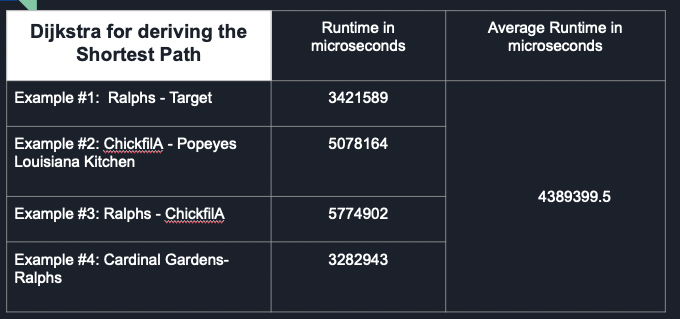 Dijkstra for deriving the
Shortest Path
Runtime in
microseconds
Average Runtime in
microseconds
Example #1:  Ralphs - Target
3421589
Example #2: ChickfilA - Popeyes
Louisiana Kitchen
5078164
4389399.5
Example #3: Ralphs - ChickfilA
5774902
Example #4: Cardinal Gardens-
Ralphs
3282943